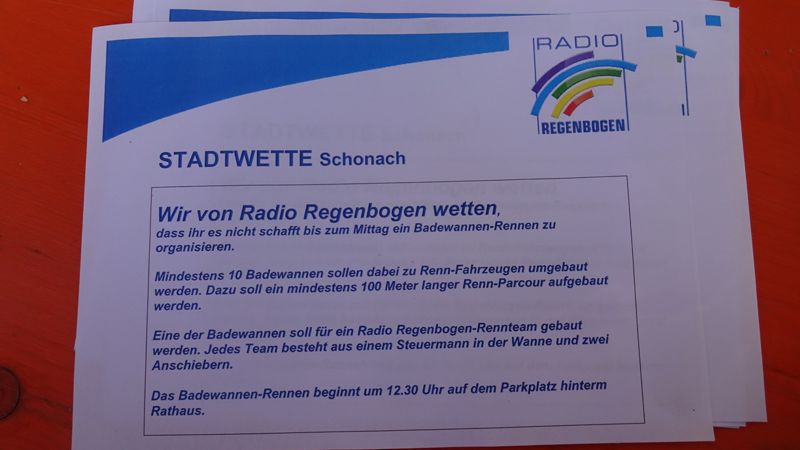 RADIO
REGENBOGEN
STADTWETTE Schonach
Wir von Radio Regenbogen wetten,
dass ihr es nicht schafft bis zum Mittag ein Badewannen-Rennen zu
organisieren.
Mindestens 10 Badewannen sollen dabei zu Renn-Fahrzeugen umgebaut
werden. Dazu soll ein mindestens 100 Meter langer Renn-Parcour aufgebaut
werden.
Eine der Badewannen soll für ein Radio Regenbogen-Rennteam gebaut
werden. Jedes Team besteht aus einem Steuermann in der Wanne und zwei
Anschiebern.
Das Badewannen-Rennen beginnt um 12.30 Uhr auf dem Parkplatz hinterm
Rathaus.